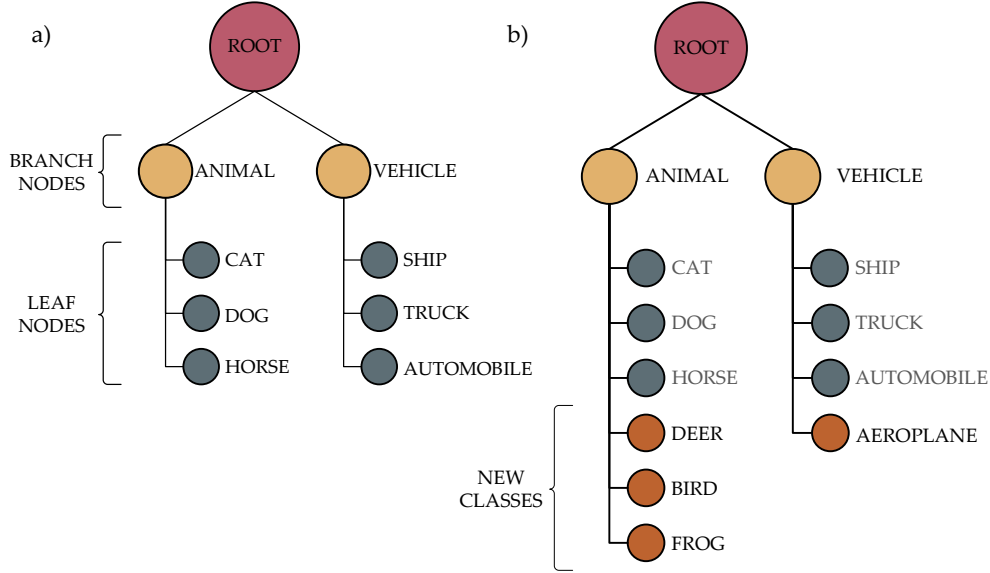 a)
ROOT
BRANCH
NODES
ANIMAL
VEHICLE
LEAF
NODES
CAT
DOG
HORSE
SHIP
TRUCK
AUTOMOBILE
b)
ROOT
ANIMAL
VEHICLE
CAT
DOG
HORSE
NEW
CLASSES
DEER
BIRD
FROG
SHIP
TRUCK
AUTOMOBILE
AEROPLANE